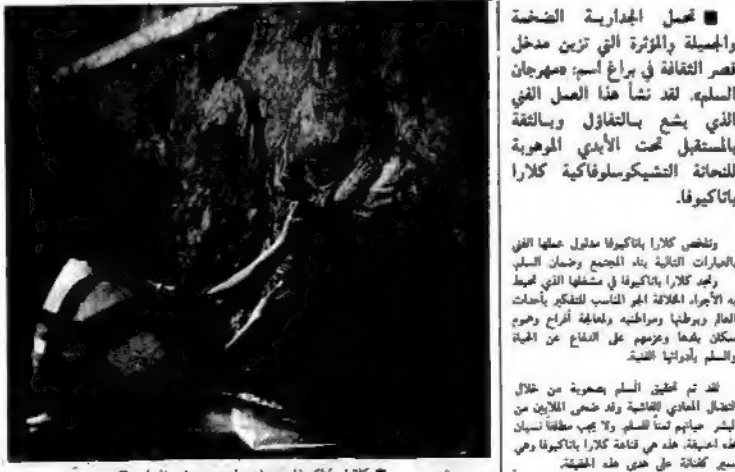 ■ تحمل الجدارية الضخمة
والجميلة والمؤثرة التي تزين مدخل
قصر الثقافة في براغ اسم: «مهرجان
السلم». لقد نشأ هذا العمل الفني
الذي يشع بالتفاؤل وبالثقة
بالمستقبل تحت الأيدي الموهوبة
للنحاتة التشيكوسلوفاكية كلارا
باتاكيوفا.
وتلخص كلارا باتاكيوفا مدلول عملها الفني
بالعبارات التالية بناء المجتمع وضمان السلم.
وتجد كلارا باتاكيوفا في مشغلها الذي تحيط
به الأجواء الخلاقة الجو المناسب للتفكير بأحداث
العالم وبوطنها ومواطنيه ولمعالجة أفراح وهموم
سكان بلدها وعزمهم على الدفاع عن الحياة
والسلم بأدواتها الفنية.
لقد تم تحقيق السلم بصعوبة من خلال
النضال المعادي للفاشية وقد ضحى الملايين من
البشر حياتهم ثمناً للسلم. ولا يجب مطلقاً نسيان
هذه الحقيقة. هذه هي قناعة كلارا باتاكيوفا وهي
كفنانة على هدى هذه الحقيقة.